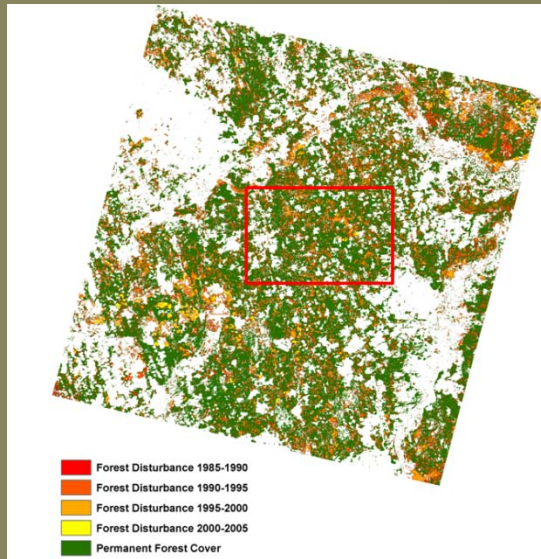 Forest Disturbance 1985-1990
Forest Disturbance 1990-1995
Forest Disturbance 1995-2000
Forest Disturbance 2000-2005
Permanent Forest Cover